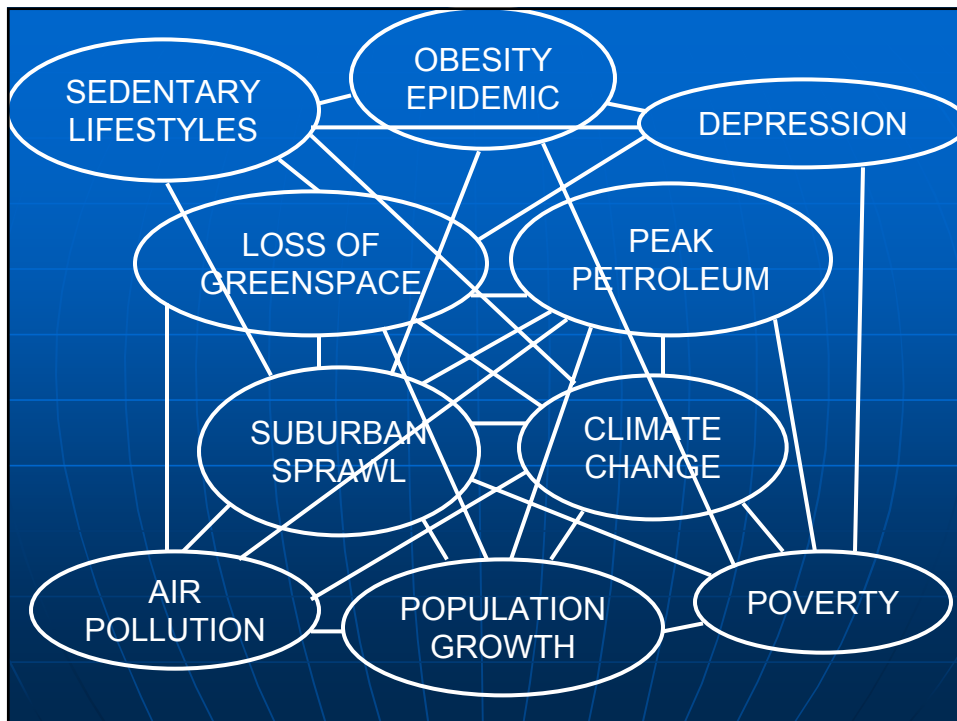 SEDENTARY
LIFESTYLES
OBESITY
EPIDEMIC
DEPRESSION
LOSS OF
GREENSPACE
PEAK
PETROLEUM
SUBURBAN
SPRAWL
CLIMATE
CHANGE
AIR
POLLUTION
POPULATION
GROWTH
POVERTY